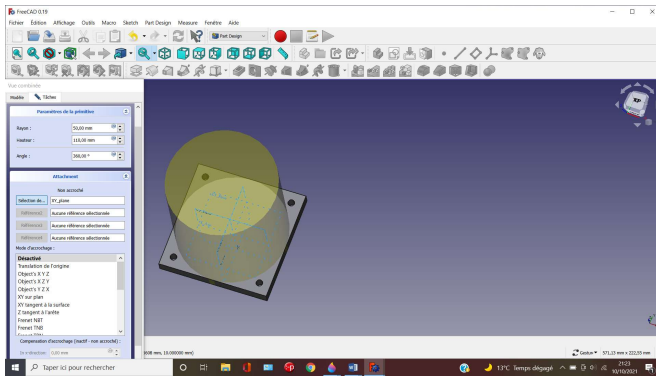 FreeCAD 0.19
Fichier Édition Affichage Outils Macro Sketch Part Design Measure Fenêtre Aide
Part Design
Vue combinée
Modèle Tâches
Paramètres de la primitive
Rayon : 50,00 mm
Hauteur : 110,00 mm
Angle : 360,00 °
Attachment
Non accroché
Sélection de... XY_plane
Référence2 Aucune référence sélectionnée
Référence3 Aucune référence sélectionnée
Référence4 Aucune référence sélectionnée
Mode d'accrochage :
Désactivé
Translation de l'origine
Object's X Y Z
Object's X Z Y
Object's Y Z X
XY sur plan
XY tangent à la surface
Z tangent à l'arête
Frenet NBT
Frenet TNB
Compensation d'accrochage (inactif - non accroché) :
0,00 mm
Gesture 571,13 mm x 222,55 mm
Taper ici pour rechercher
13°C Temps dégagé
21:23
10/10/2021